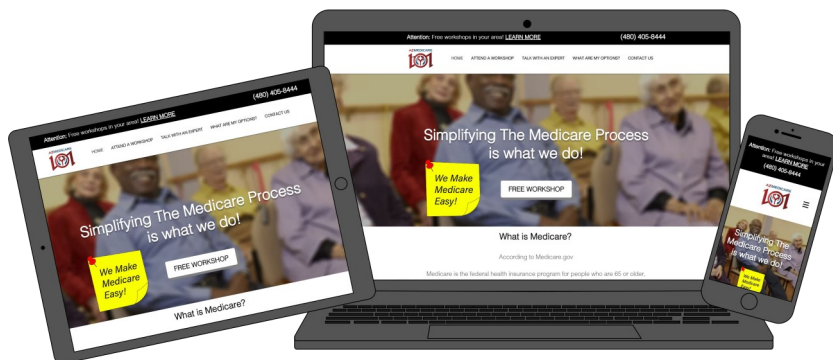 Attention: Free workshops in your area! LEARN MORE
(480) 405-8444
AZMEDICARE
101
HOME ATTEND A WORKSHOP TALK WITH AN EXPERT WHAT ARE MY OPTIONS? CONTACT US
Simplifying The Medicare Process
is what we do!
We Make
Medicare
Easy!
FREE WORKSHOP
What is Medicare?
Attention: Free workshops in your area! LEARN MORE
(480) 405-8444
AZMEDICARE
101
HOME ATTEND A WORKSHOP TALK WITH AN EXPERT WHAT ARE MY OPTIONS? CONTACT US
Simplifying The Medicare Process
is what we do!
We Make
Medicare
Easy!
FREE WORKSHOP
What is Medicare?
According to Medicare.gov
Medicare is the federal health insurance program for people who are 65 or older,
Attention: Free workshops in your
area! LEARN MORE
(480) 405-8444
AZMEDICARE
101
Simplifying The
Medicare Process
is what we do!
We Make
Medicare
Easy!